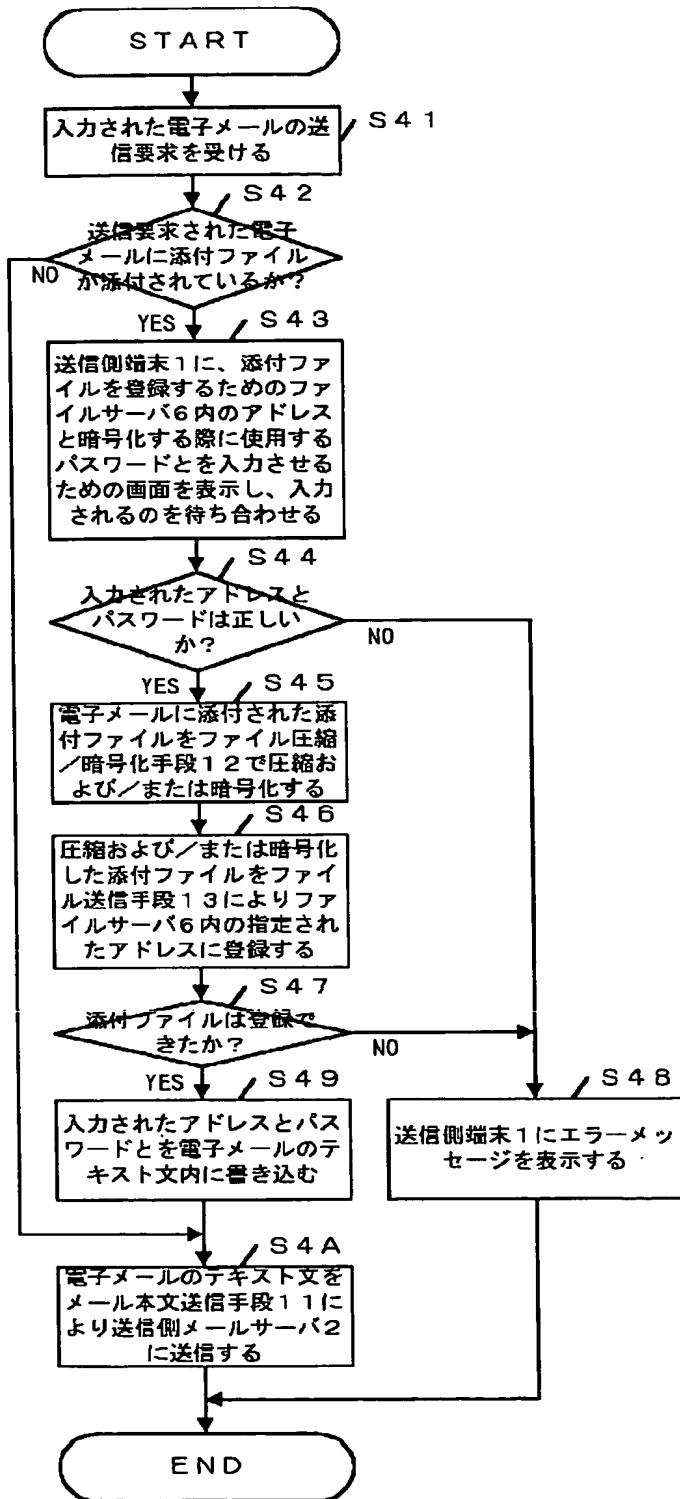 ＳＴＡＲＴ
Ｓ４１
入力された電子メールの送
信要求を受ける
Ｓ４２
送信要求された電子
メールに添付ファイル
が添付されているか？
NO
YES
Ｓ４３
送信側端末１に、添付ファ
イルを登録するためのファ
イルサーバ６内のアドレス
と暗号化する際に使用する
パスワードとを入力させる
ための画面を表示し、入力
されるのを待ち合わせる
Ｓ４４
入力されたアドレスと
パスワードは正しい
か？
NO
YES
Ｓ４５
電子メールに添付された添
付ファイルをファイル圧縮
／暗号化手段１２で圧縮お
よび／または暗号化する
Ｓ４６
圧縮および／または暗号化
した添付ファイルをファイ
ル送信手段１３によりファ
イルサーバ６内の指定され
たアドレスに登録する
Ｓ４７
添付ファイルは登録で
きたか？
NO
YES
Ｓ４９
入力されたアドレスとパス
ワードとを電子メールのテ
キスト文内に書き込む
Ｓ４８
送信側端末１にエラーメッ
セージを表示する
Ｓ４Ａ
電子メールのテキスト文を
メール本文送信手段１１に
より送信側メールサーバ２
に送信する
ＥＮＤ